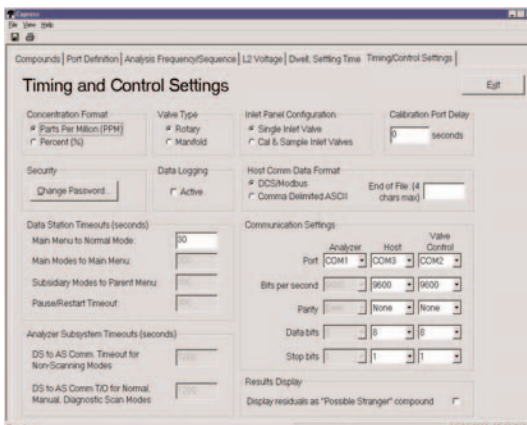 Express
File View Help
Compounds Port Definition Analysis Frequency/Sequence L2 Voltage Dwell, Settling Time Timing/Control Settings
Timing and Control Settings
Exit
Concentration Format
Parts Per Million (PPM)
Percent (%)
Valve Type
Rotary
Manifold
Inlet Panel Configuration
Single Inlet Valve
Cal & Sample Inlet Valves
Calibration Port Delay
0 seconds
Security
Change Password...
Data Logging
Active
Host Comm Data Format
DCS/Modbus
Comma Delimited ASCII
End of File: (4
chars max)
Data Station Timeouts (seconds)
Main Menu to Normal Mode: 30
Main Modes to Main Menu:
Subsidiary Modes to Parent Menu:
Pause/Restart Timeout:
Analyzer Subsystem Timeouts (seconds)
DS to AS Comm. Timeout for
Non-Scanning Modes
DS to AS Comm T/O for Normal,
Manual, Diagnostic Scan Modes
Communication Settings
Analyzer Host Valve
Control
Port COM1 COM3 COM2
Bits per second 9600 9600
Parity None None
Data bits 8 8
Stop bits 1 1
Results Display
Display residuals as "Possible Stranger" compound